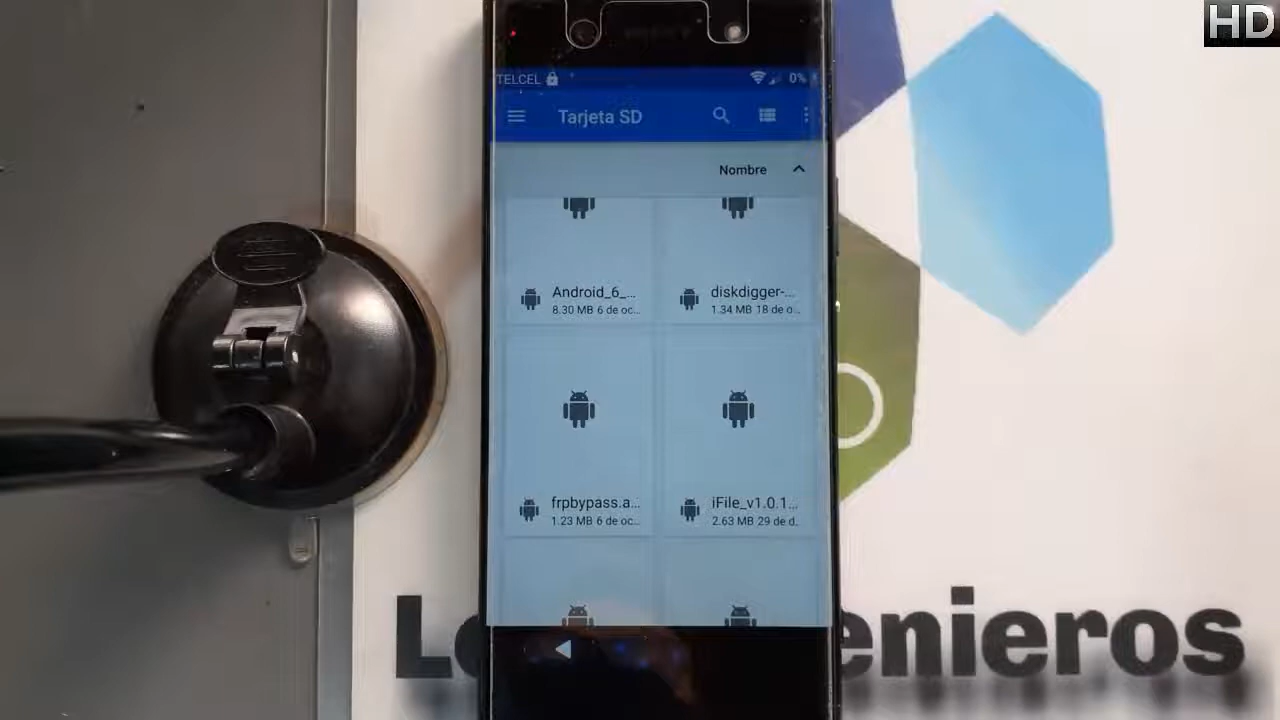 HD
TELCEL 0%
Tarjeta SD
Nombre
Android_6_... diskdigger-...
8.30 MB 6 de oc... 1.34 MB 18 de o...
frpbypass.a... iFile_v1.0.1...
1.23 MB 6 de oc... 2.63 MB 29 de d...
enieros